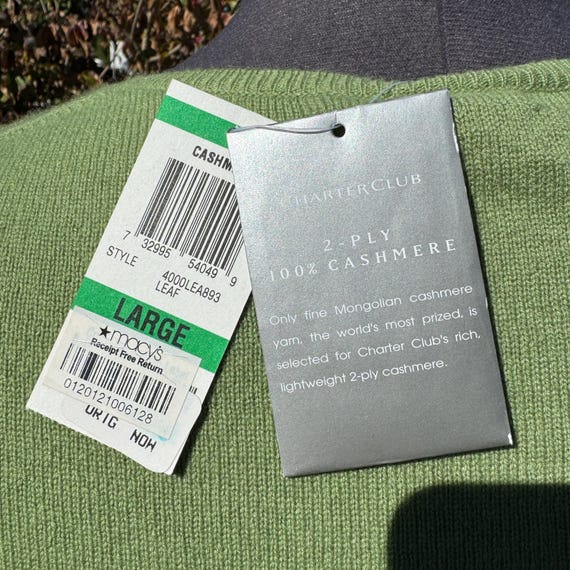 CASHM
7 32995 54049 9
STYLE 4000LEA893
LEAF
LARGE
★macy's
Receipt Free Return
0120121006128
ORIG NOW
CHARTER CLUB
2-PLY
100% CASHMERE
Only fine Mongolian cashmere
yarn, the world's most prized, is
selected for Charter Club's rich,
lightweight 2-ply cashmere.